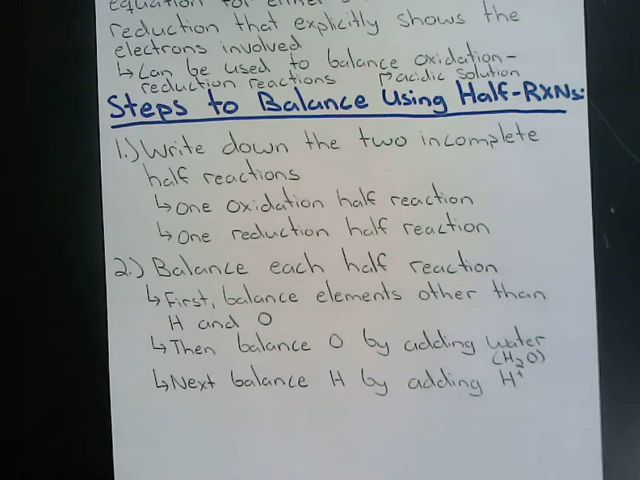 reduction that explicitly shows the
electrons involved
↳ Can be used to balance oxidation-
reduction reactions ↱acidic solution
Steps to Balance Using Half-RXNs:
1.) Write down the two incomplete
half reactions
↳ One oxidation half reaction
↳ One reduction half reaction
2.) Balance each half reaction
↳ First, balance elements other than
H and O
↳ Then balance O by adding water
(H₂O)
↳ Next balance H by adding H⁺